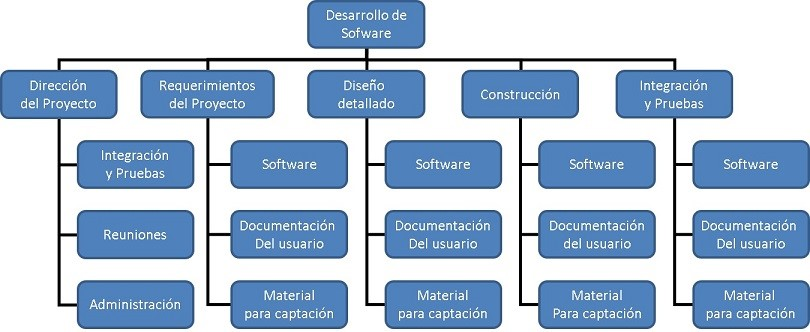 Desarrollo de
Sofware
Dirección
del Proyecto
Requerimientos
del Proyecto
Diseño
detallado
Construcción
Integración
y Pruebas
Integración
y Pruebas
Software
Software
Software
Software
Reuniones
Documentación
Del usuario
Documentación
Del usuario
Documentación
del usuario
Documentación
Del usuario
Administración
Material
para captación
Material
para captación
Material
Para captación
Material
para captación